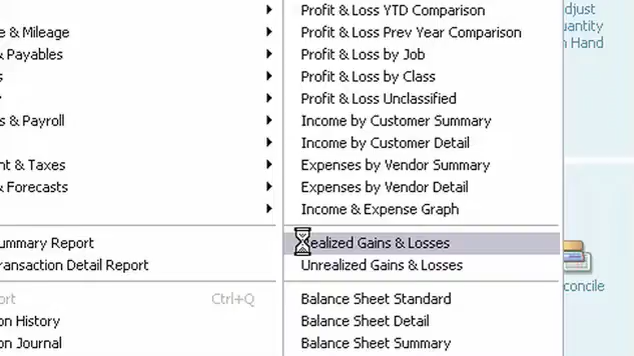 Profit & Loss YTD Comparison
Profit & Loss Prev Year Comparison
Profit & Loss by Job
Profit & Loss by Class
Profit & Loss Unclassified
Income by Customer Summary
Income by Customer Detail
Expenses by Vendor Summary
Expenses by Vendor Detail
Income & Expense Graph
ealized Gains & Losses
Unrealized Gains & Losses
Balance Sheet Standard
Balance Sheet Detail
Balance Sheet Summary
e & Mileage
& Payables
s & Payroll
nt & Taxes
& Forecasts
ummary Report
ransaction Detail Report
ort Ctrl+Q
on History
on Journal
djust
uantity
n Hand
concile